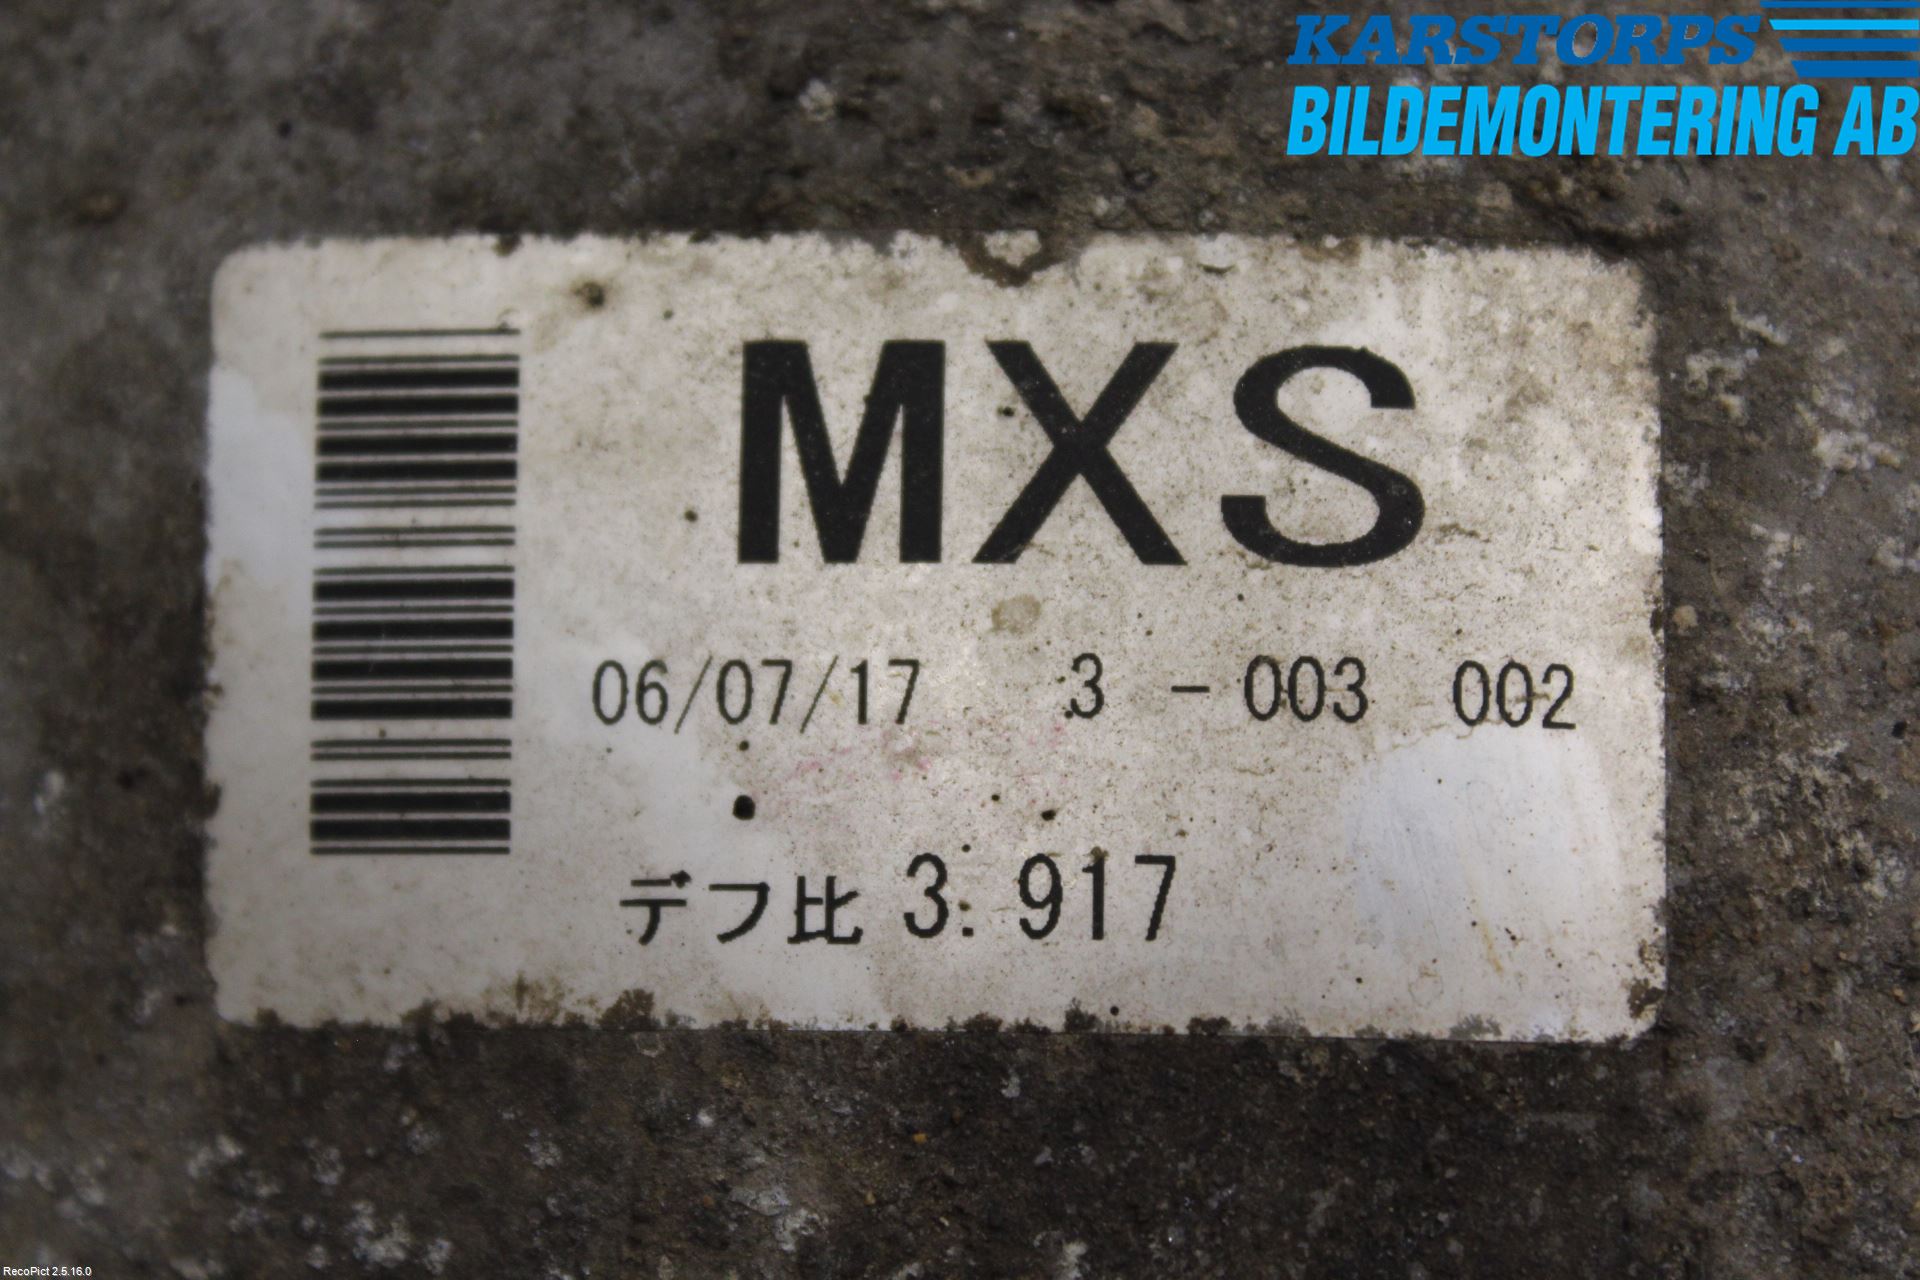 KARSTORPS
BILDEMONTERING AB
MXS
06/07/17 3 - 003 002
デフ比 3.917
RecoPict 2.5.16.0